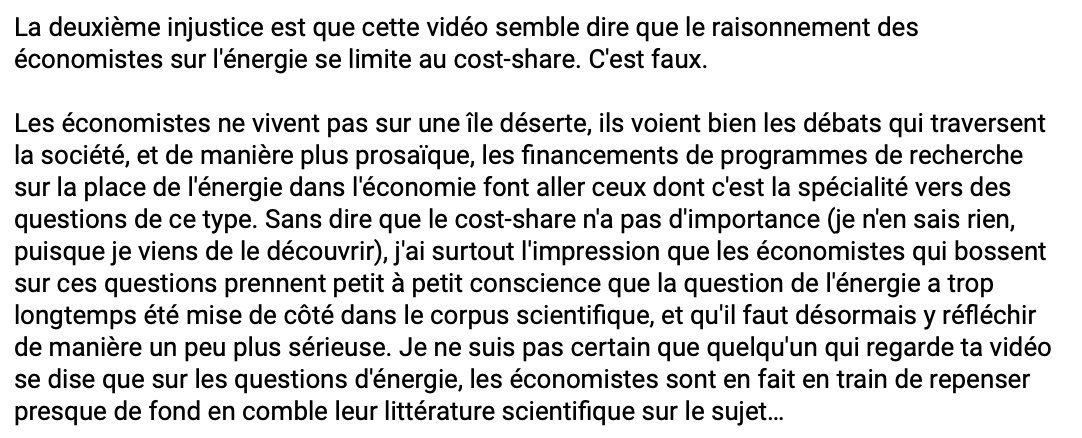 La deuxième injustice est que cette vidéo semble dire que le raisonnement des
économistes sur l'énergie se limite au cost-share. C'est faux.
Les économistes ne vivent pas sur une île déserte, ils voient bien les débats qui traversent
la société, et de manière plus prosaïque, les financements de programmes de recherche
sur la place de l'énergie dans l'économie font aller ceux dont c'est la spécialité vers des
questions de ce type. Sans dire que le cost-share n'a pas d'importance (je n'en sais rien,
puisque je viens de le découvrir), j'ai surtout l'impression que les économistes qui bossent
sur ces questions prennent petit à petit conscience que la question de l'énergie a trop
longtemps été mise de côté dans le corpus scientifique, et qu'il faut désormais y réfléchir
de manière un peu plus sérieuse. Je ne suis pas certain que quelqu'un qui regarde ta vidéo
se dise que sur les questions d'énergie, les économistes sont en fait en train de repenser
presque de fond en comble leur littérature scientifique sur le sujet...